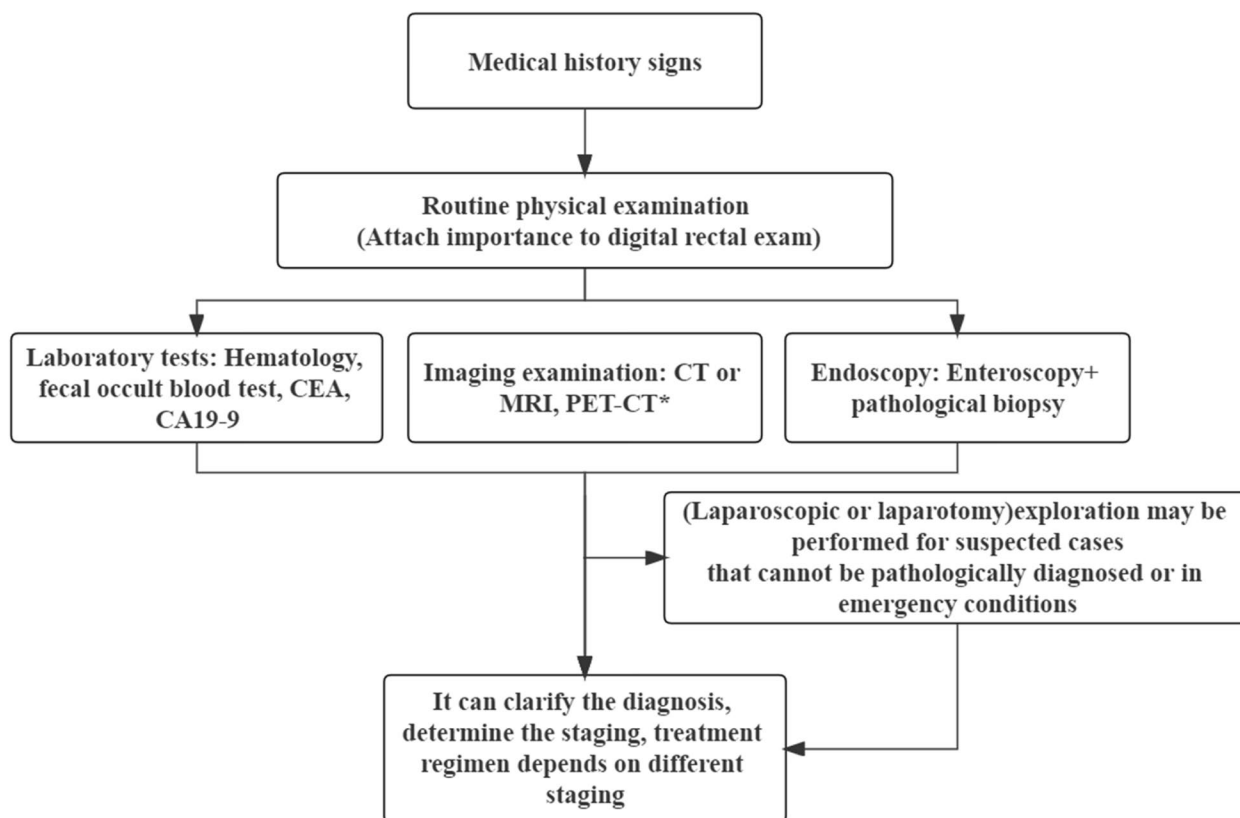 Medical history signs
Routine physical examination
(Attach importance to digital rectal exam)
Laboratory tests: Hematology,
fecal occult blood test, CEA,
CA19-9
Imaging examination: CT or
MRI, PET-CT*
Endoscopy: Enteroscopy+
pathological biopsy
(Laparoscopic or laparotomy)exploration may be
performed for suspected cases
that cannot be pathologically diagnosed or in
emergency conditions
It can clarify the diagnosis,
determine the staging, treatment
regimen depends on different
staging